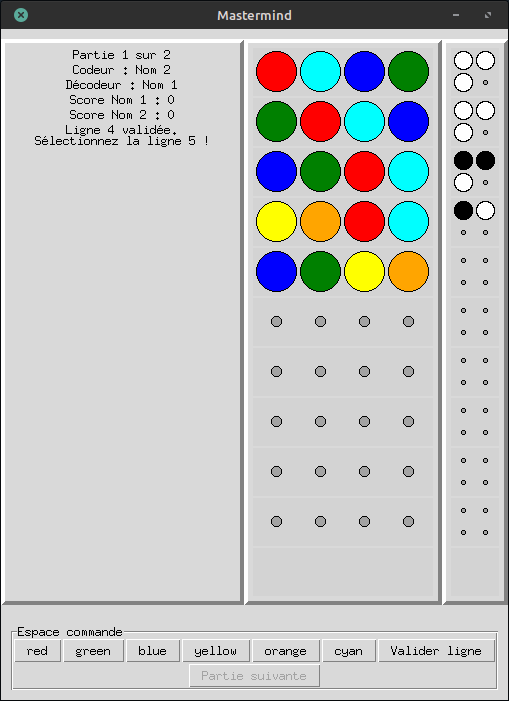 Mastermind
Partie 1 sur 2
Codeur : Nom 2
Décodeur : Nom 1
Score Nom 1 : 0
Score Nom 2 : 0
Ligne 4 validée.
Sélectionnez la ligne 5 !
Espace commande
red green blue yellow orange cyan Valider ligne
Partie suivante